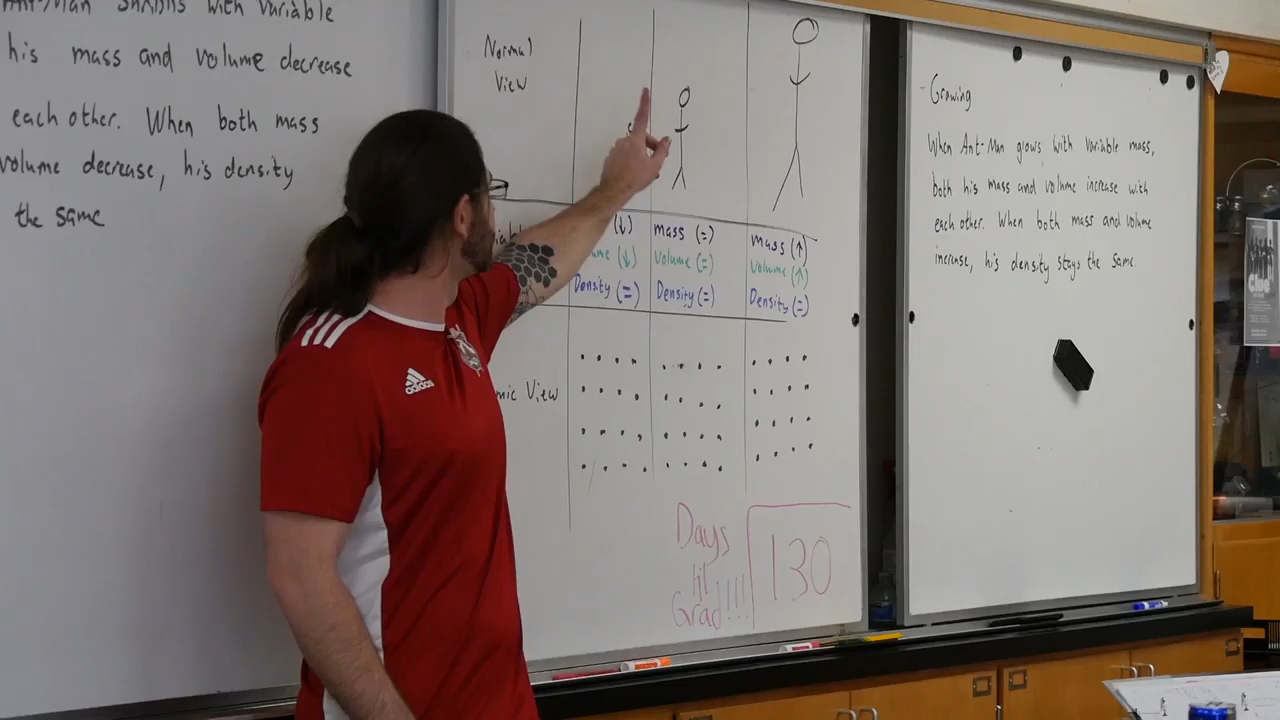 Ant-Man Shrinks with Variable
his mass and volume decrease
each other. When both mass
volume decrease, his density
the same
Normal
View
(↓)
ume (↓)
Density (=)
mass (=)
volume (=)
Density (=)
mass (↑)
volume (↑)
Density (=)
mic View
Days
til
Grad!!!
130
Growing
When Ant-Man grows with variable mass,
both his mass and volume increase with
each other. When both mass and volume
increase, his density stays the same.
adidas
Clue